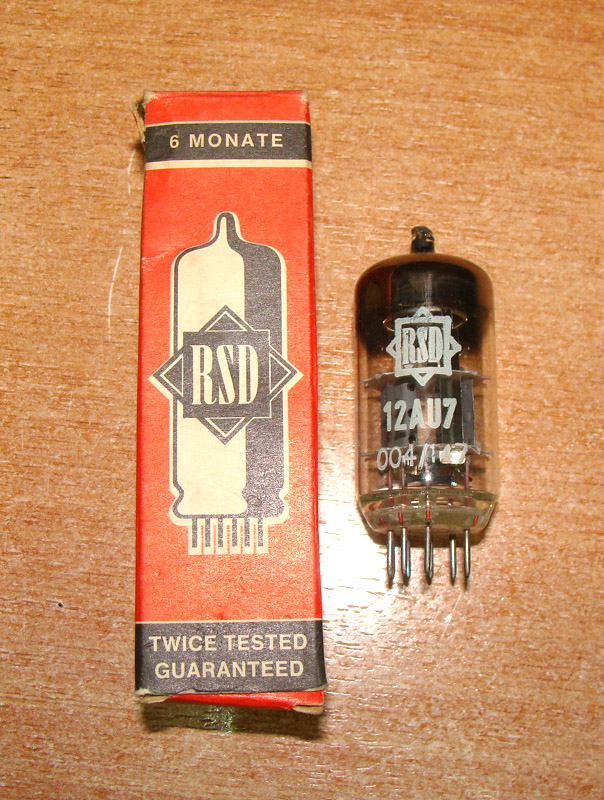 6 MONATE
RSD
TWICE TESTED
GUARANTEED
RSD
12AU7